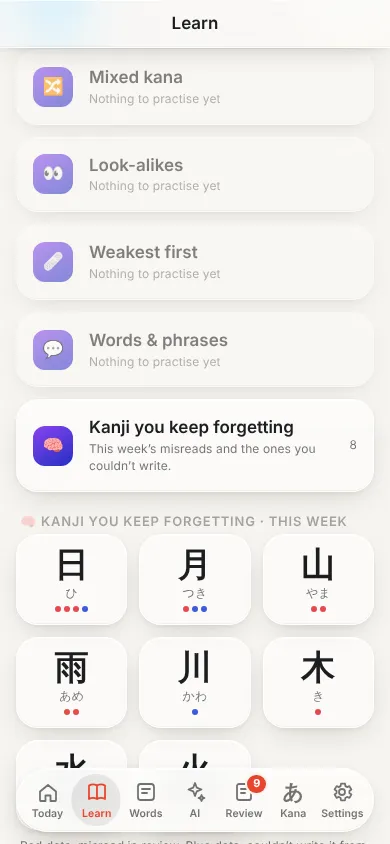 Learn
Mixed kana
Nothing to practise yet
Look-alikes
Nothing to practise yet
Weakest first
Nothing to practise yet
Words & phrases
Nothing to practise yet
Kanji you keep forgetting
This week's misreads and the ones you
couldn't write.
8
KANJI YOU KEEP FORGETTING · THIS WEEK
日 月 山
ひ つき やま
雨 川 木
あめ かわ き
水 火
9
あ
Today Learn Words AI Review Kana Settings